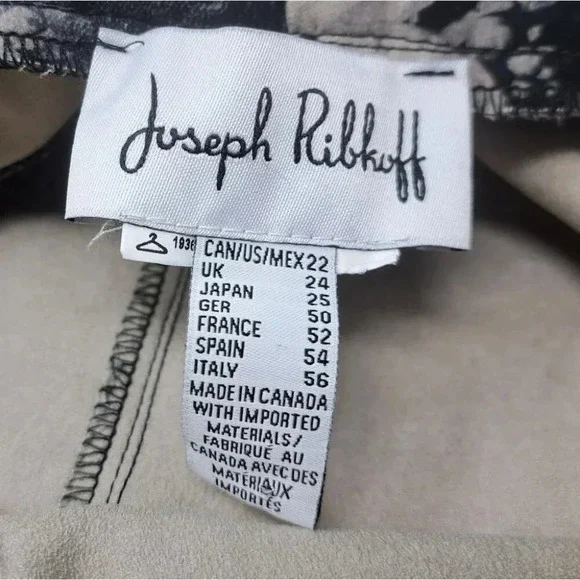 Joseph Ribkoff
CAN/US/MEX 22
UK 24
JAPAN 25
GER 50
FRANCE 52
SPAIN 54
ITALY 56
MADE IN CANADA
WITH IMPORTED
MATERIALS/
FABRIQUÉ AU
CANADA AVEC DES
MATÉRIAUX
IMPORTÉS